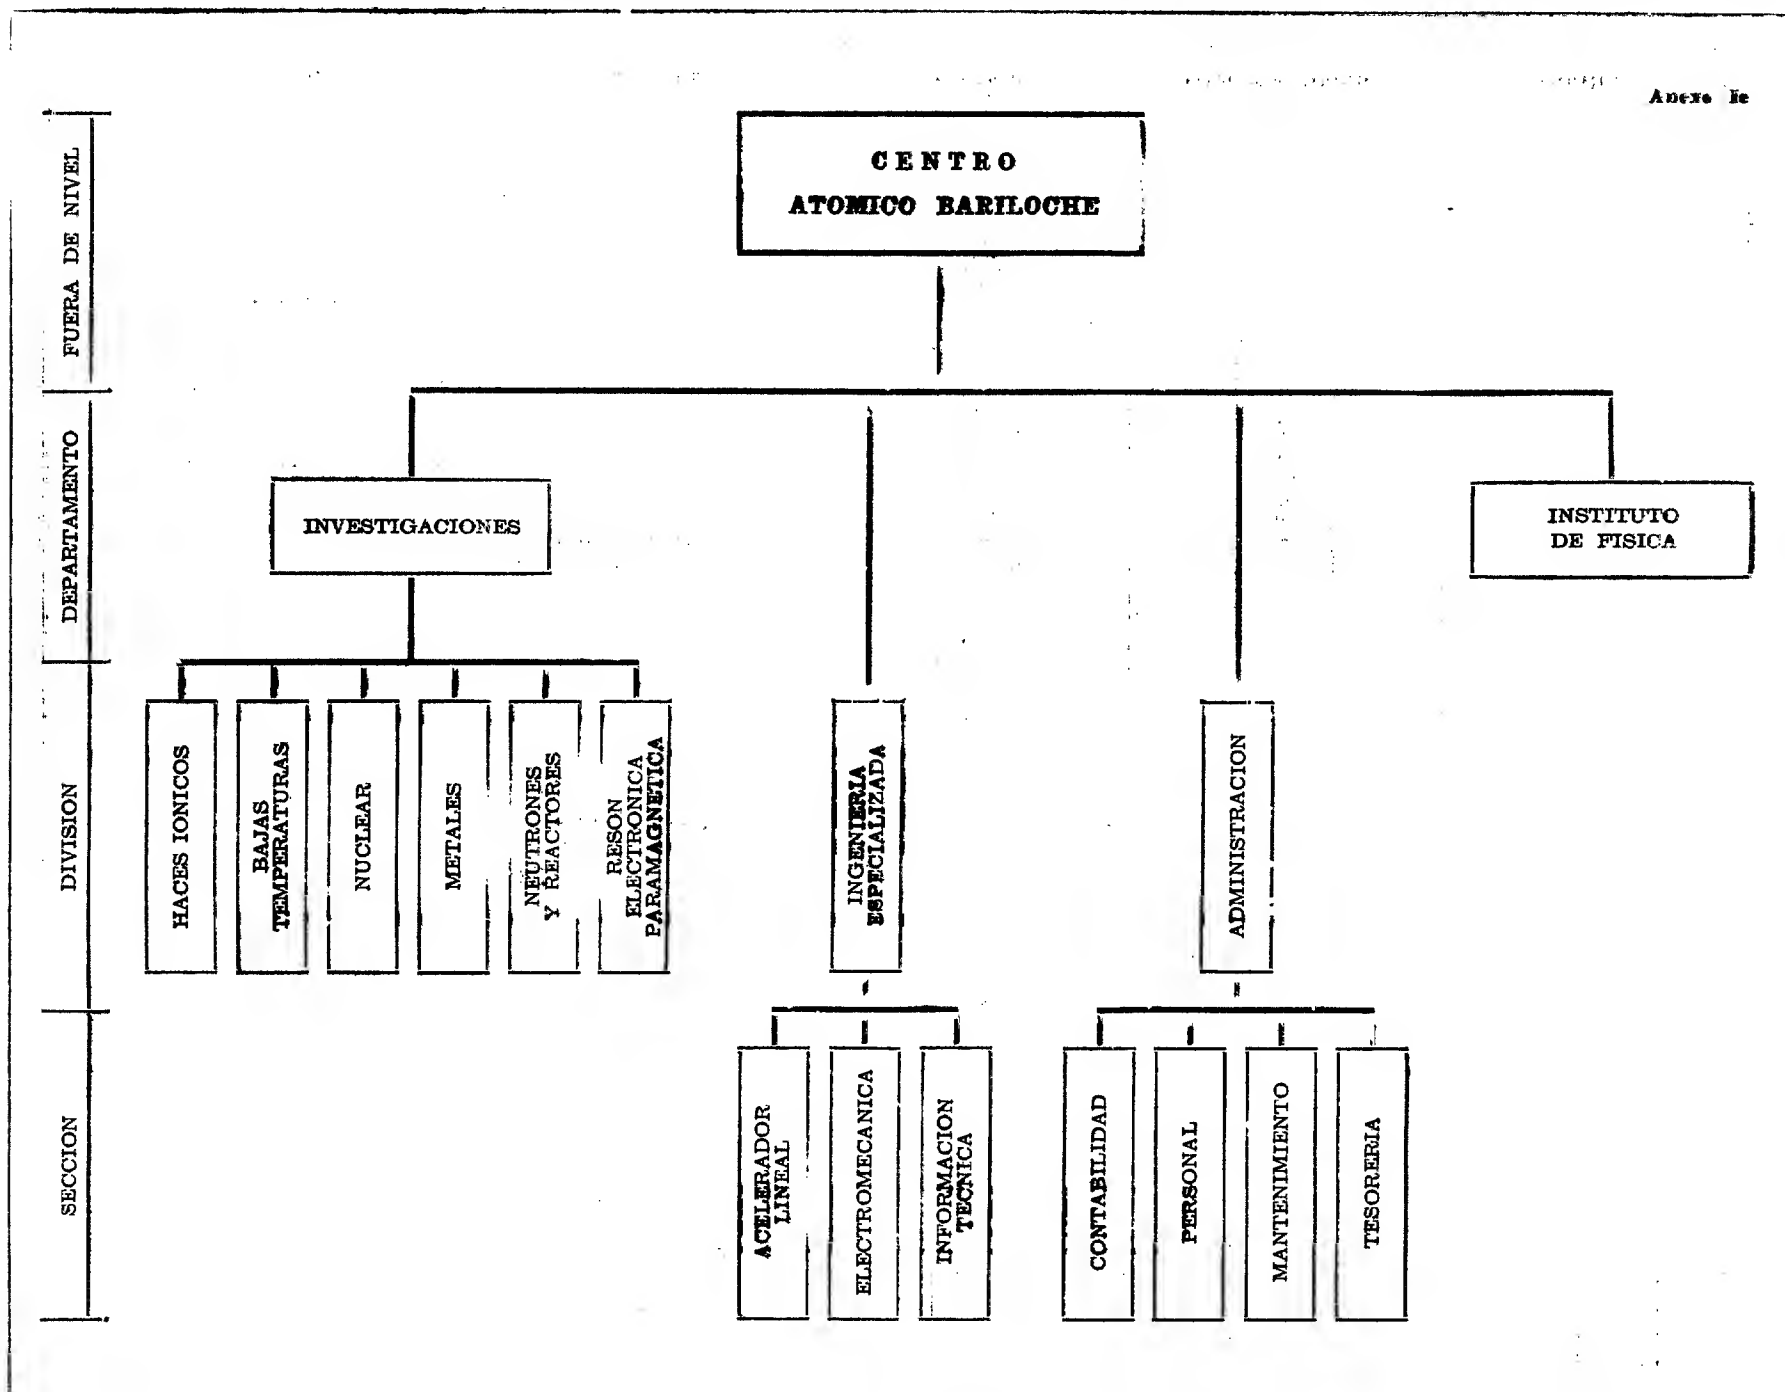 Anexo
CENTRO
ATOMICO BARILOCHE
FUERA DE NIVEL
DEPARTAMENTO
INVESTIGACIONES
INSTITUTO
DE FISICA
DIVISION
HACES IONICOS
BAJAS
TEMPERATURAS
NUCLEAR
METALES
NEUTRONES
Y REACTORES
RESON
ELECTRONICA
PARAMAGNETICA
INGENIERIA
ESPECIALIZADA
ADMINISTRACION
SECCION
ACELERADOR
LINEAL
ELECTROMECANICA
INFORMACION
TECNICA
CONTABILIDAD
PERSONAL
MANTENIMIENTO
TESORERIA